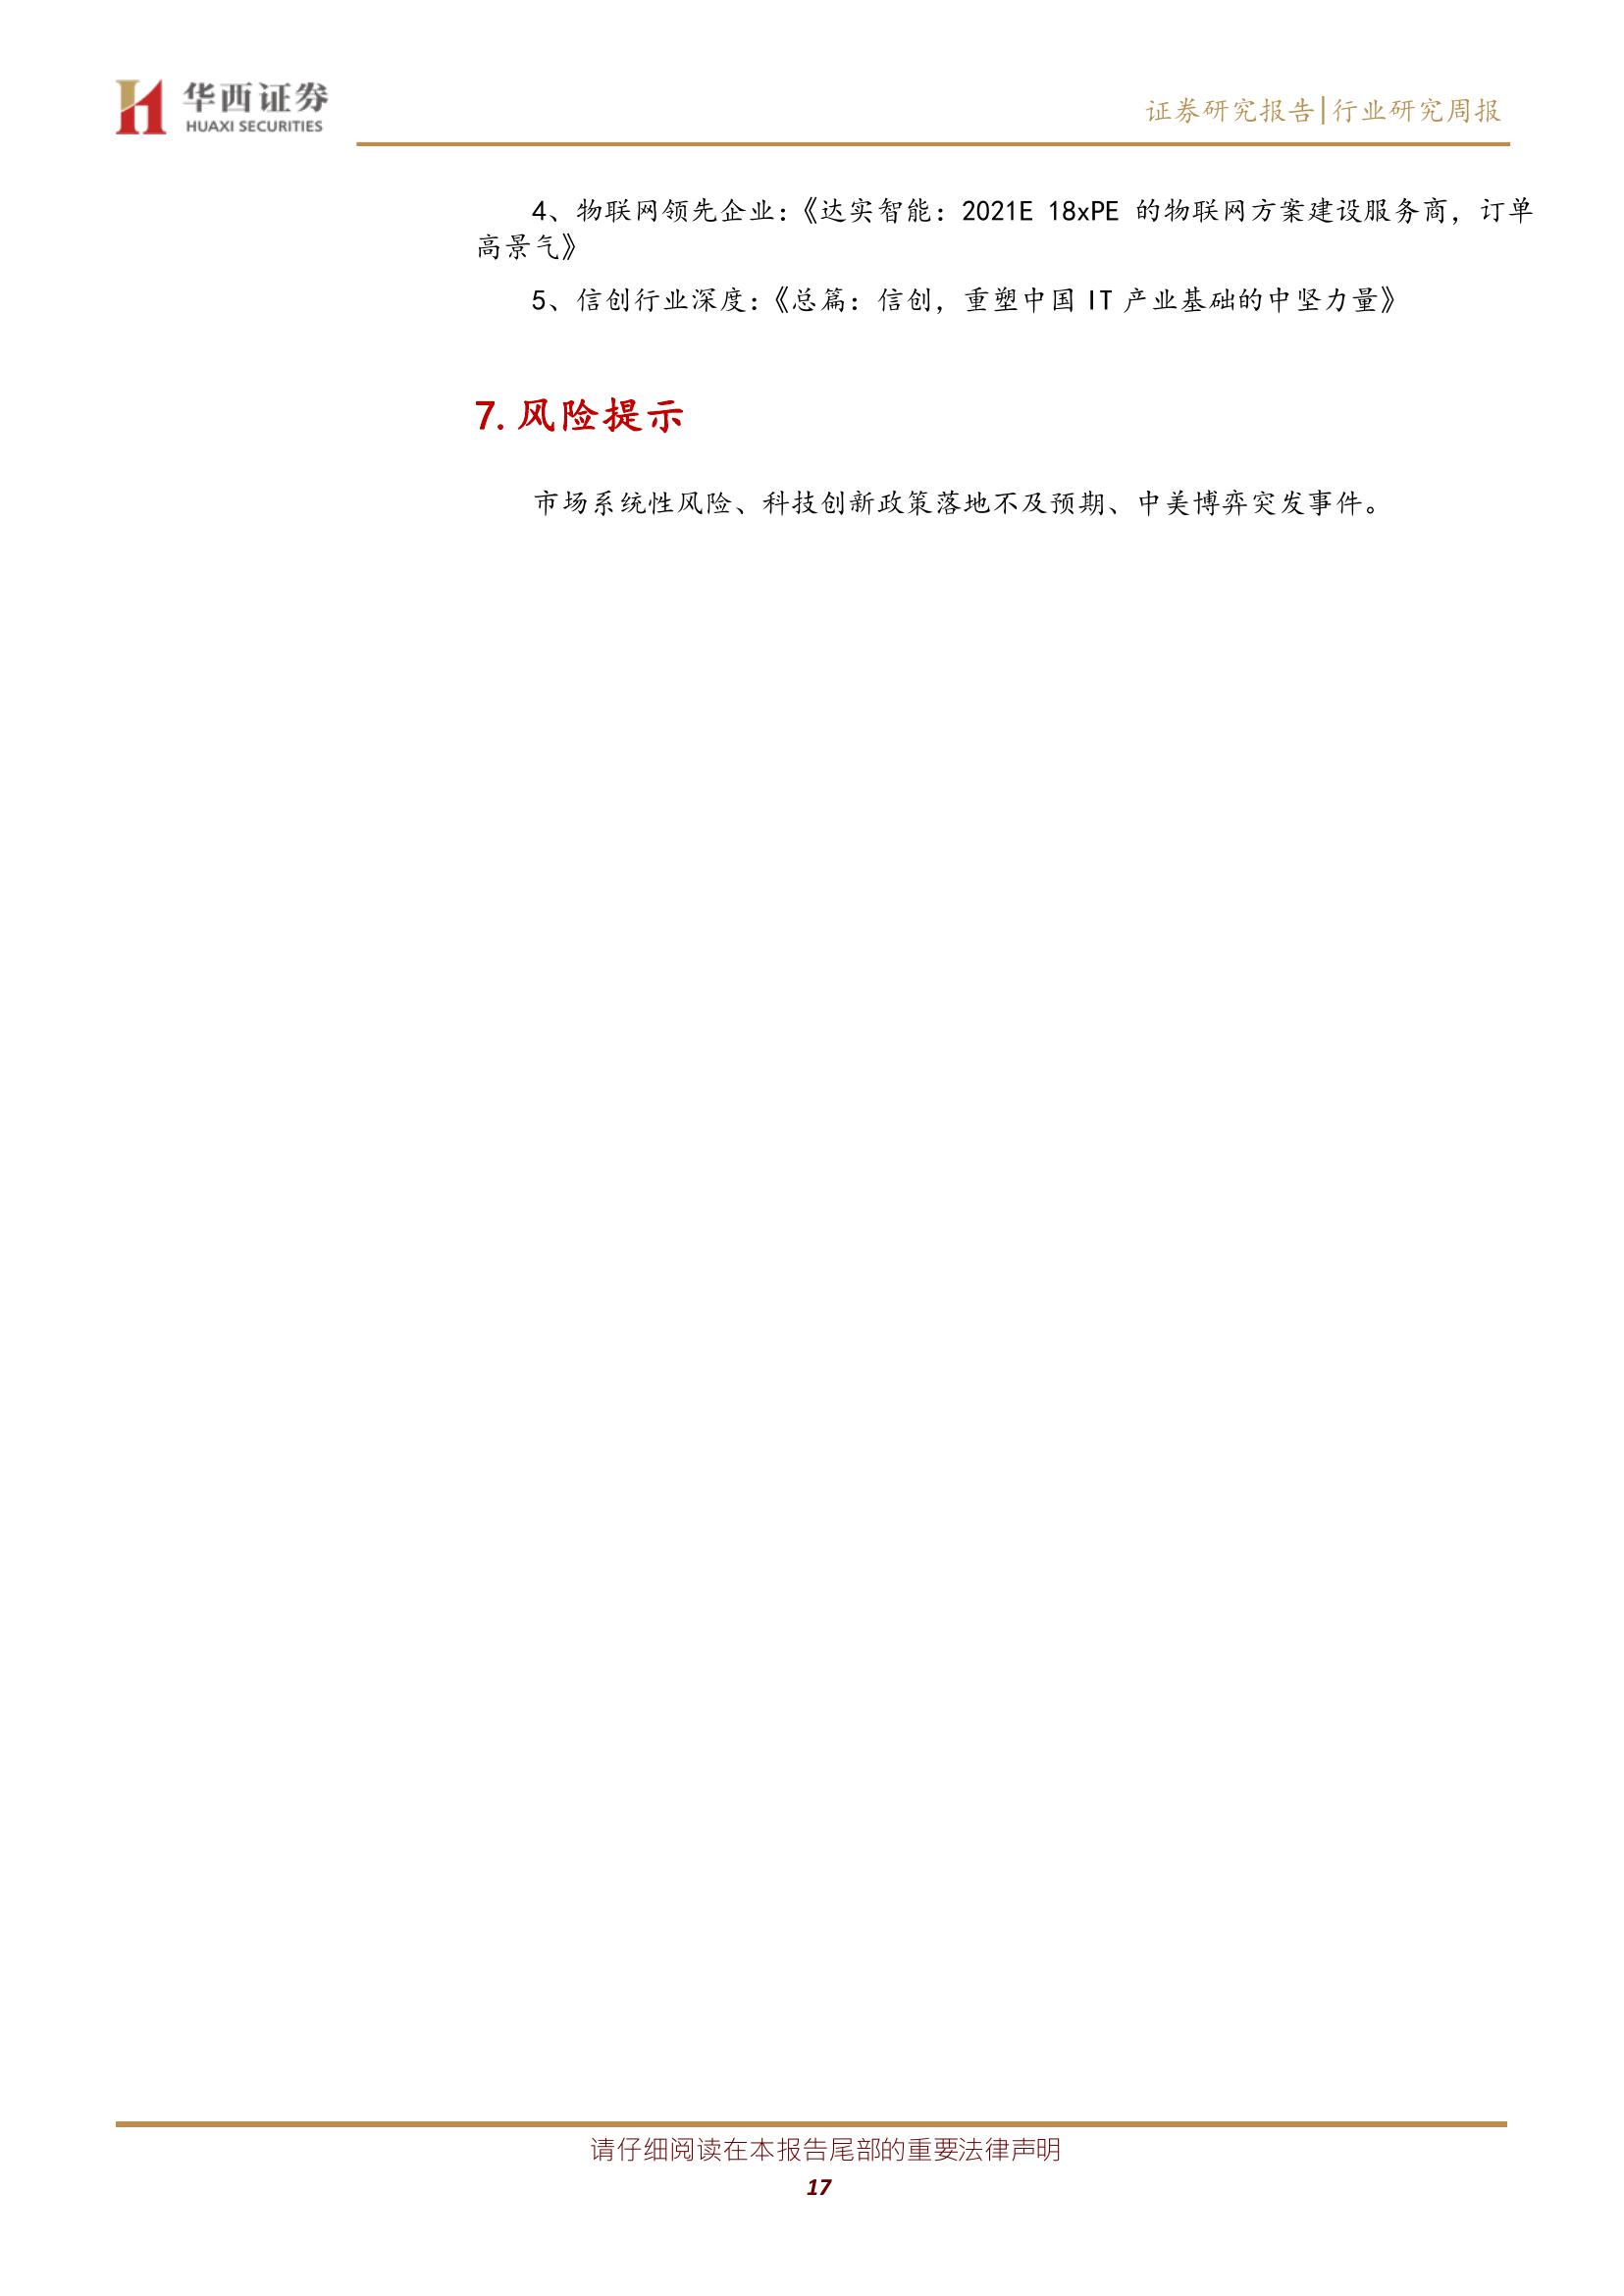 华西证券
HUAXI SECURITIES
证券研究报告|行业研究周报
4、物联网领先企业：《达实智能：2021E 18xPE 的物联网方案建设服务商，订单
高景气》
5、信创行业深度：《总篇：信创，重塑中国 IT 产业基础的中坚力量》
7.风险提示
市场系统性风险、科技创新政策落地不及预期、中美博弈突发事件。
请仔细阅读在本报告尾部的重要法律声明
17